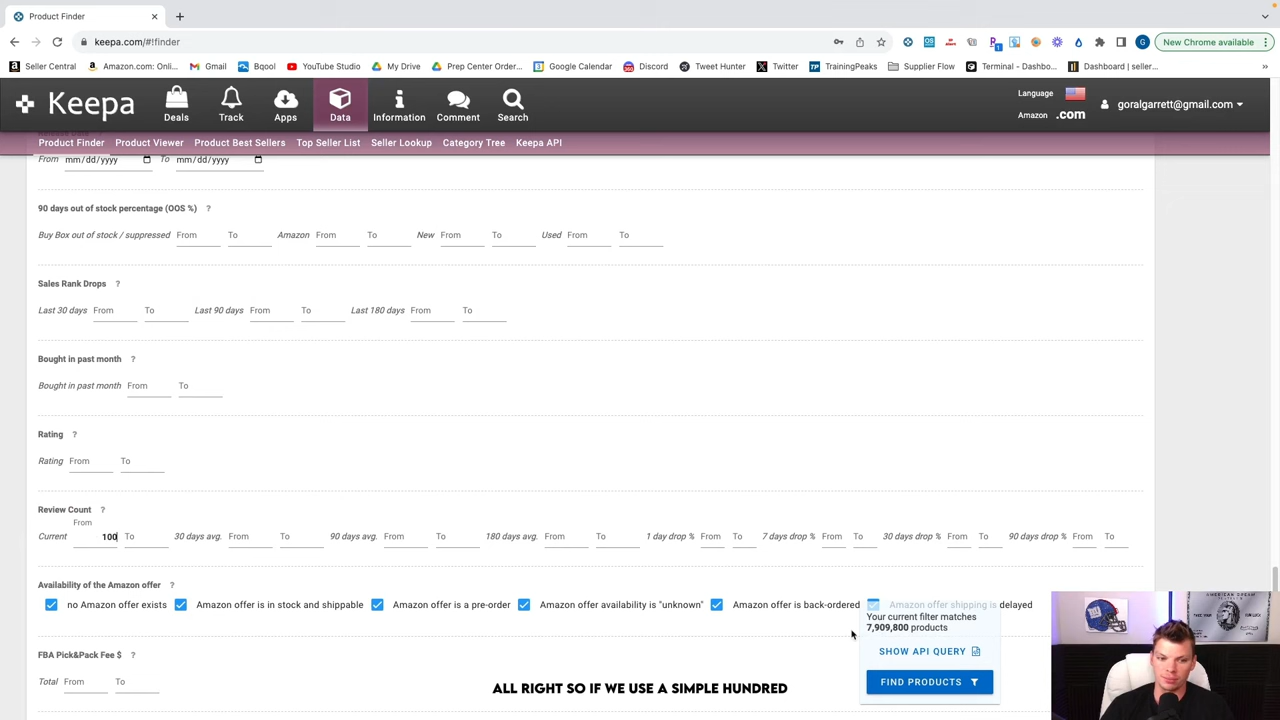 Product Finder
keepa.com/#!finder
New Chrome available
Seller Central Amazon.com: Onli... Gmail Bqool YouTube Studio My Drive Prep Center Order... Google Calendar Discord Tweet Hunter Twitter TrainingPeaks Supplier Flow Terminal - Dashbo... Dashboard | seller...
Keepa
Deals Track Apps Data Information Comment Search
Language
Amazon .com
goralgarrett@gmail.com
Product Finder Product Viewer Product Best Sellers Top Seller List Seller Lookup Category Tree Keepa API
From mm/dd/yyyy To mm/dd/yyyy
90 days out of stock percentage (OOS %) ?
Buy Box out of stock / suppressed From To Amazon From To New From To Used From To
Sales Rank Drops ?
Last 30 days From To Last 90 days From To Last 180 days From To
Bought in past month ?
Bought in past month From To
Rating ?
Rating From To
Review Count ?
From
Current 100 To 30 days avg. From To 90 days avg. From To 180 days avg. From To 1 day drop % From To 7 days drop % From To 30 days drop % From To 90 days drop % From To
Availability of the Amazon offer ?
no Amazon offer exists Amazon offer is in stock and shippable Amazon offer is a pre-order Amazon offer availability is "unknown" Amazon offer is back-ordered Amazon offer shipping is delayed
Your current filter matches
7,909,800 products
SHOW API QUERY
FIND PRODUCTS
FBA Pick&Pack Fee $ ?
Total From To
ALL RIGHT SO IF WE USE A SIMPLE HUNDRED